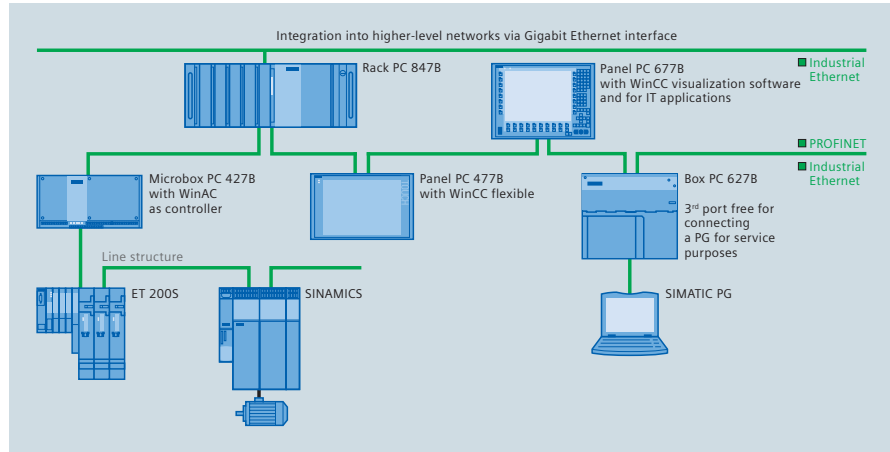 Integration into higher-level networks via Gigabit Ethernet interface
Rack PC 847B
Panel PC 677B
with WinCC visualization software
and for IT applications
Industrial
Ethernet
PROFINET
Industrial
Ethernet
Microbox PC 427B
with WinAC
as controller
Panel PC 477B
with WinCC flexible
Box PC 627B
3rd port free for
connecting
a PG for service
purposes
Line structure
ET 200S
SINAMICS
SIMATIC PG